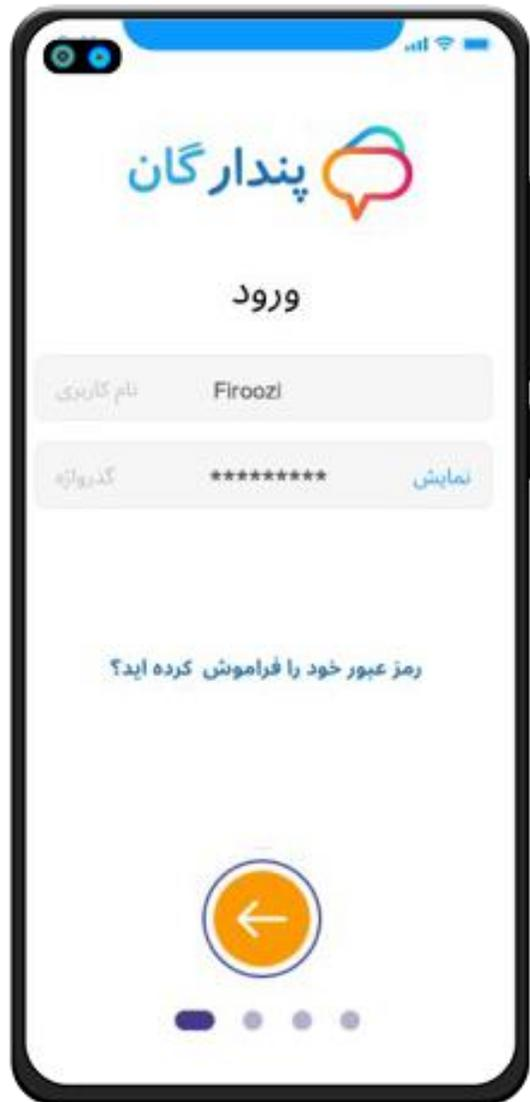 پندارگان
ورود
نام کاربری Firoozi
گذرواژه ********* نمایش
رمز عبور خود را فراموش کرده اید؟